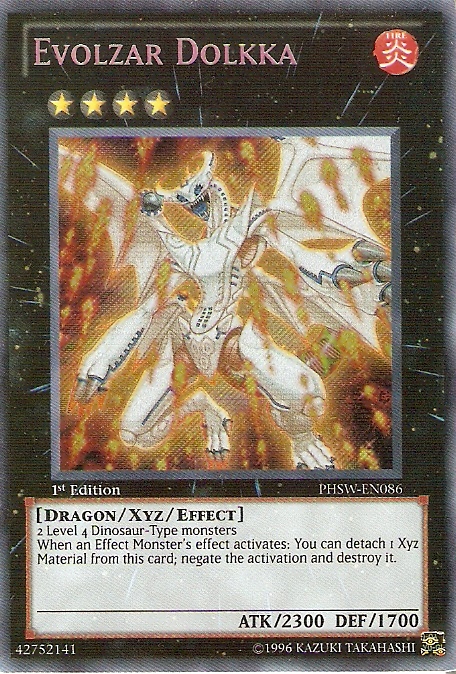 Evolzar Dolkka
FIRE
炎
1st Edition
PHSW-EN086
[Dragon/Xyz/Effect]
2 Level 4 Dinosaur-Type monsters
When an Effect Monster's effect activates: You can detach 1 Xyz
Material from this card; negate the activation and destroy it.
ATK/2300 DEF/1700
42752141
©1996 KAZUKI TAKAHASHI